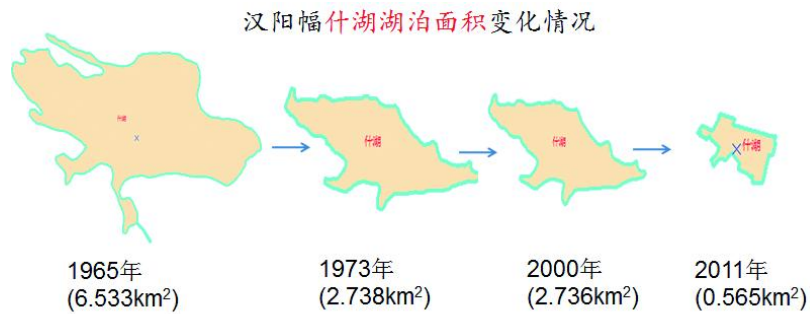 汉阳幅什湖湖泊面积变化情况
什湖
什湖
什湖
什湖
1965年
(6.533km²)
1973年
(2.738km²)
2000年
(2.736km²)
2011年
(0.565km²)